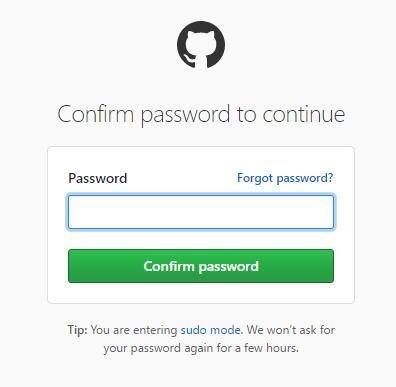 Confirm password to continue
Password Forgot password?
Confirm password
Tip: You are entering sudo mode. We won't ask for
your password again for a few hours.